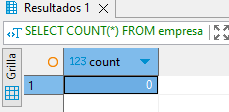 Resultados 1
SELECT COUNT(*) FROM empresa
Grilla
123 count
1
0